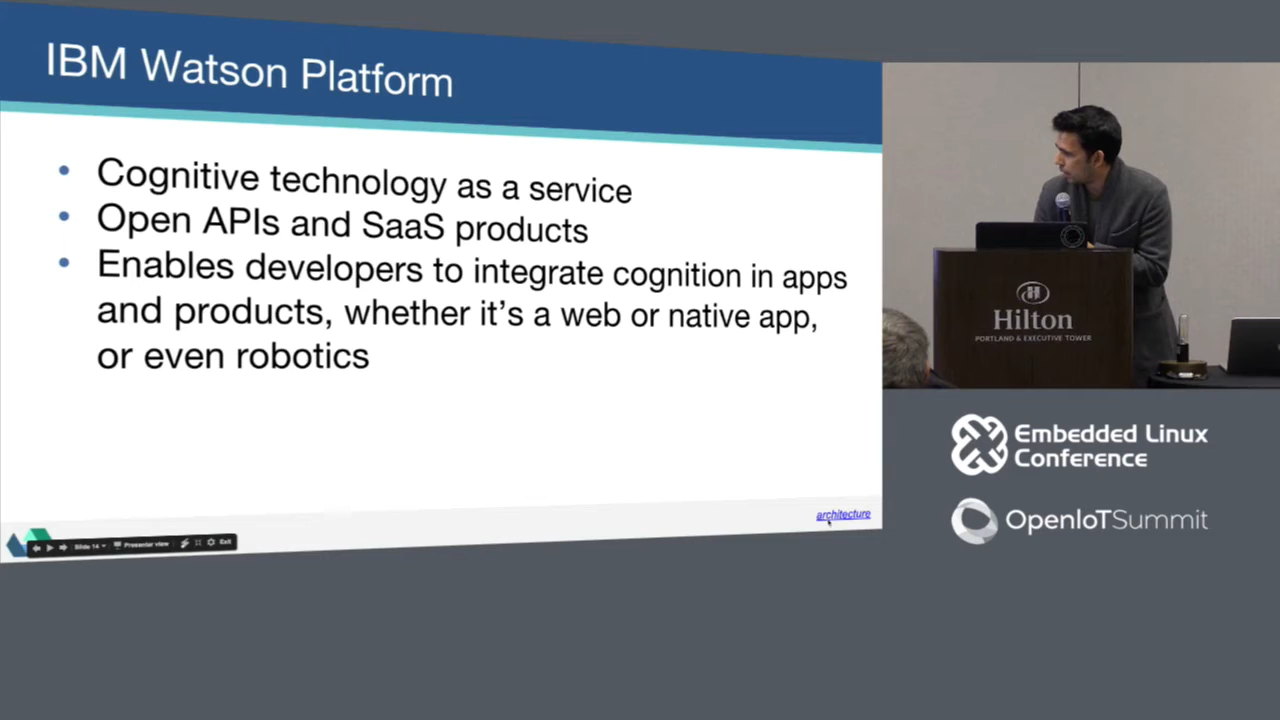 IBM Watson Platform
• Cognitive technology as a service
• Open APIs and SaaS products
• Enables developers to integrate cognition in apps
and products, whether it's a web or native app,
or even robotics
architecture
Slide 14
Presenter view
Exit
Hilton
PORTLAND & EXECUTIVE TOWER
Embedded Linux
Conference
OpenIoTSummit